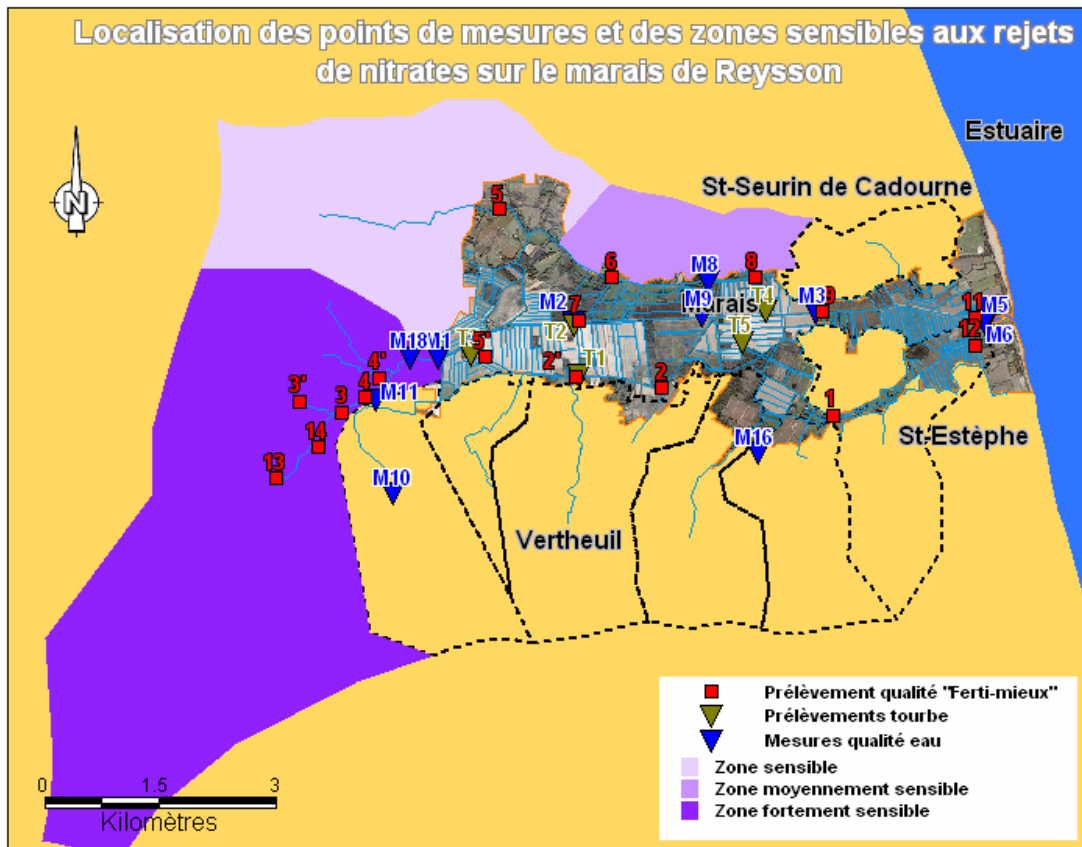 Localisation des points de mesures et des zones sensibles aux rejets
de nitrates sur le marais de Reysson
Estuaire
St-Seurin de Cadourne
N
5
6
M8
8
M2
7
M9
Marais
T4
M3
9
11
M5
T2
T5
12
M6
M18
M1
5'
4'
2'
T1
2
3'
3
4
M11
1
14
M16
St-Estèphe
13
M10
Vertheuil
Prélèvement qualité "Ferti-mieux"
Prélèvements tourbe
Mesures qualité eau
Zone sensible
Zone moyennement sensible
Zone fortement sensible
0 1.5 3
Kilomètres